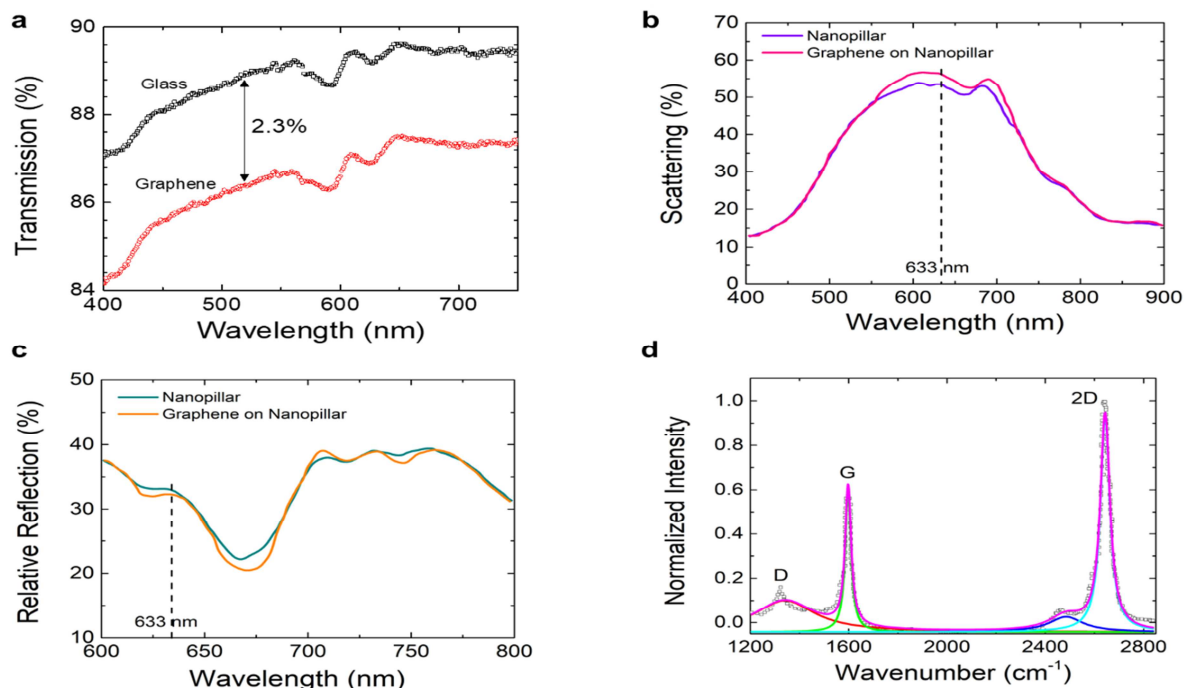 a
90
88
86
84
Transmission (%)
Glass
2.3%
Graphene
400
500
600
700
Wavelength (nm)
b
70
60
50
40
30
20
10
0
Scattering (%)
Nanopillar
Graphene on Nanopillar
633 nm
400
500
600
700
800
900
Wavelength (nm)
c
50
40
30
20
10
Relative Reflection (%)
Nanopillar
Graphene on Nanopillar
633 nm
600
650
700
750
800
Wavelength (nm)
d
1.0
0.8
0.6
0.4
0.2
0.0
Normalized Intensity
D
G
2D
1200
1600
2000
2400
2800
Wavenumber (cm⁻¹)